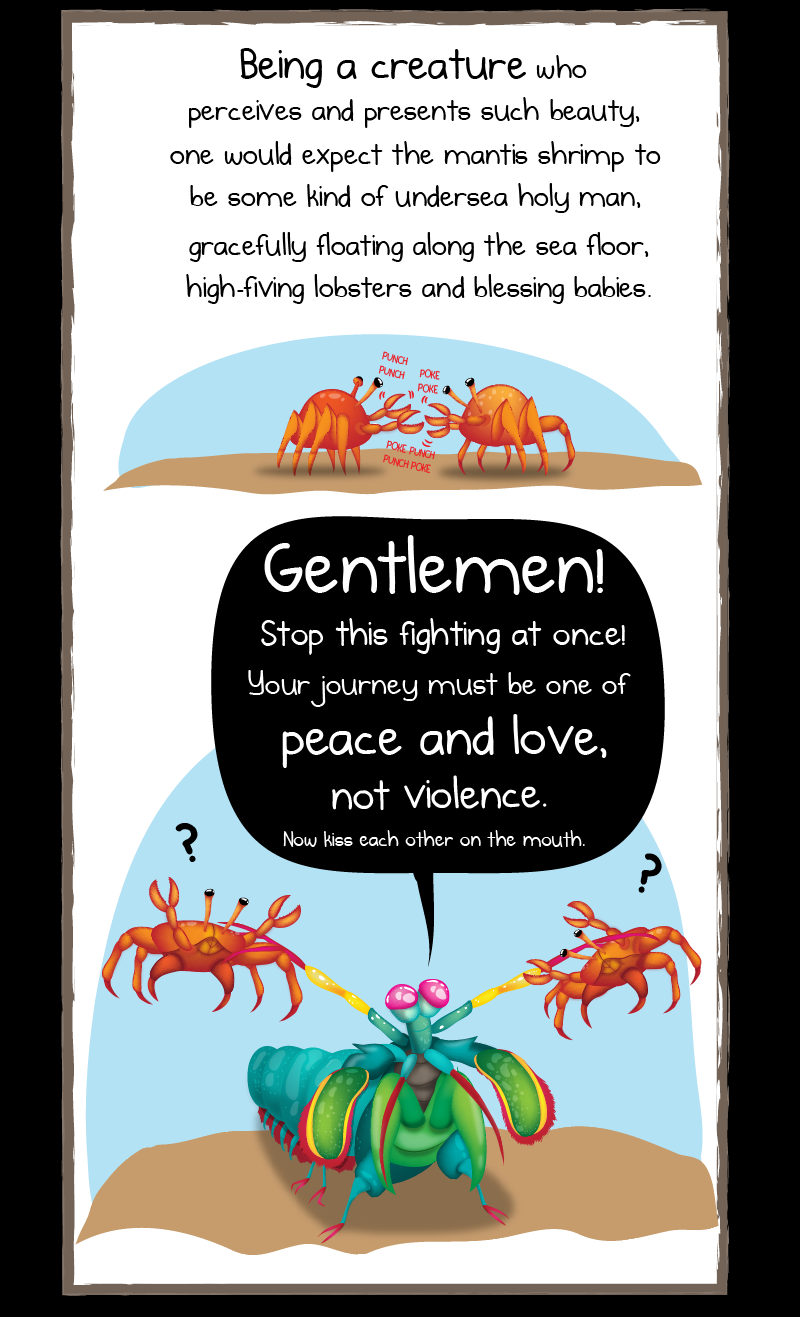 Being a creature who
perceives and presents such beauty,
one would expect the mantis shrimp to
be some kind of undersea holy man,
gracefully floating along the sea floor,
high-fiving lobsters and blessing babies.
PUNCH
PUNCH
POKE
POKE
POKE PUNCH
PUNCH POKE
Gentlemen!
Stop this fighting at once!
Your journey must be one of
peace and love,
not violence.
Now kiss each other on the mouth.
?
?